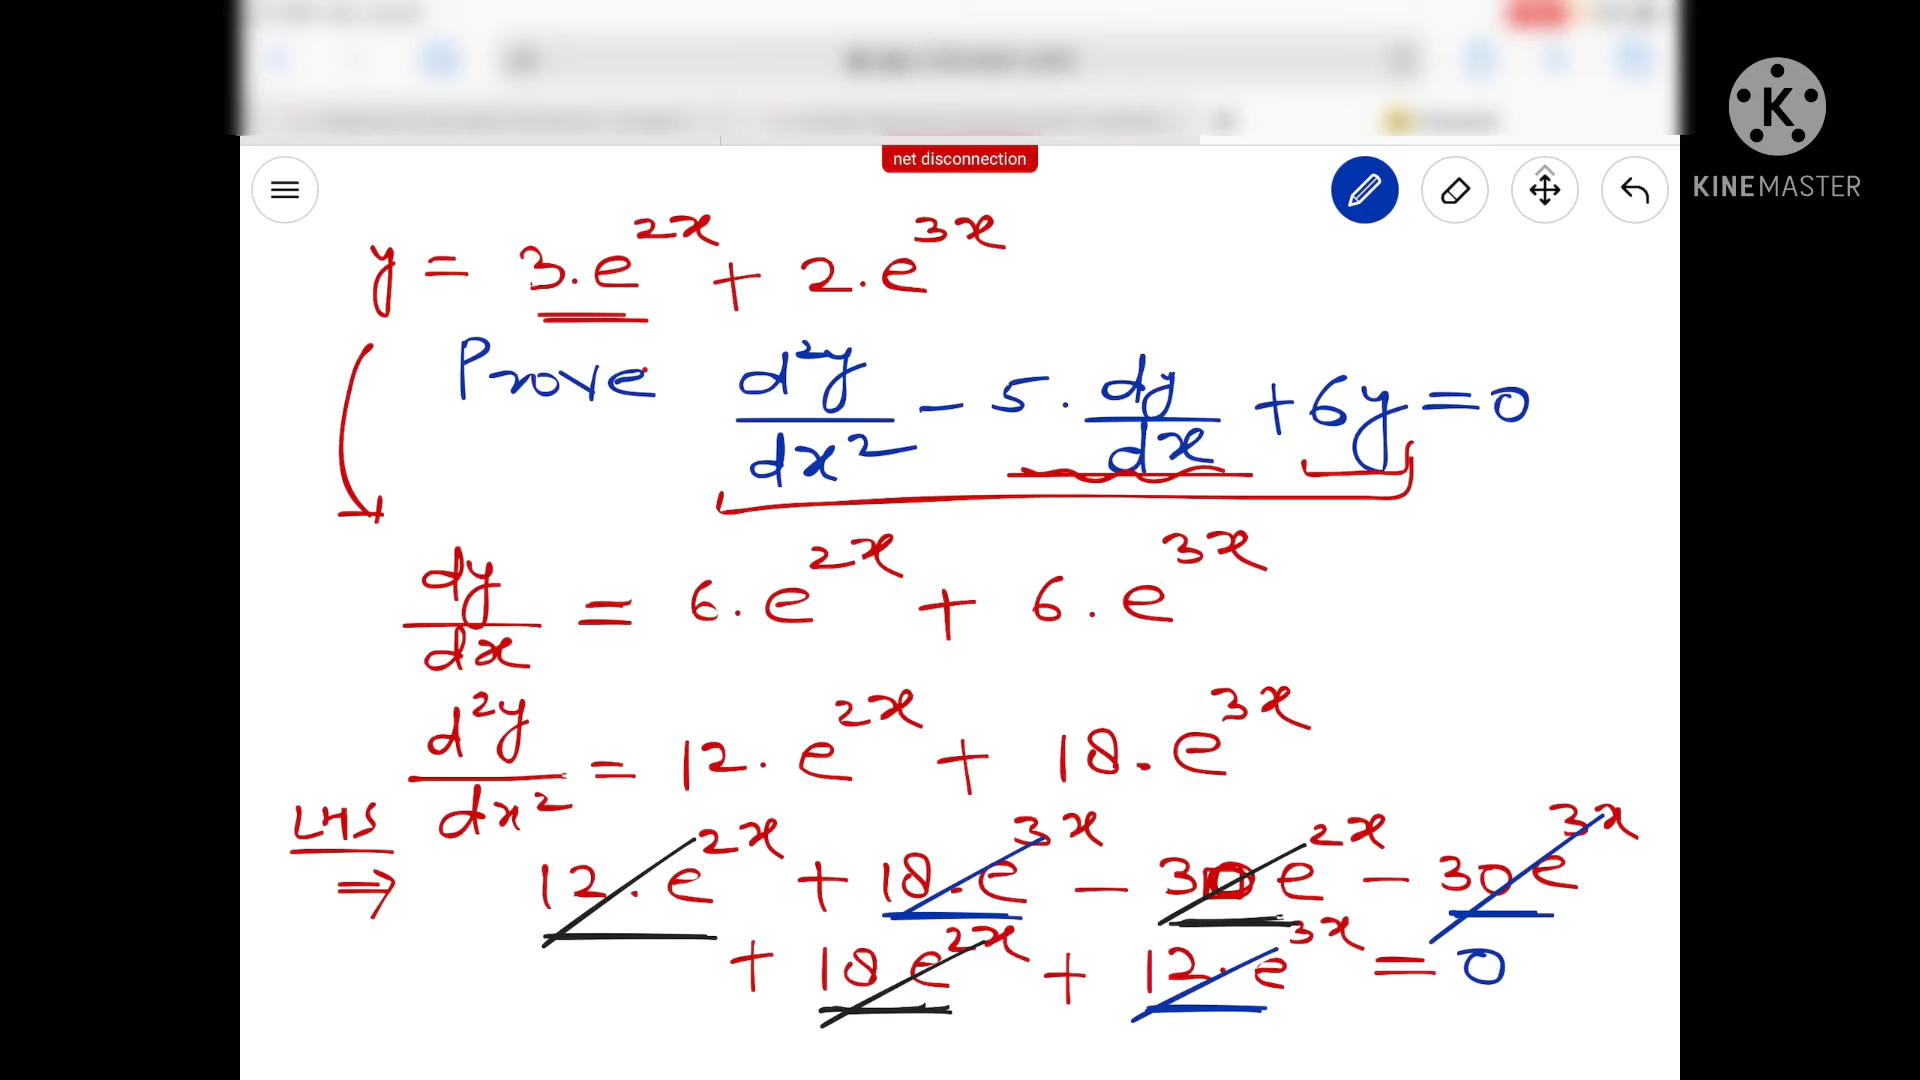 net disconnection
K
KINEMASTER
y = 3.e^2x + 2.e^3x
Prove d²y/dx² - 5. dy/dx + 6y = 0
dy/dx = 6.e^2x + 6.e^3x
d²y/dx² = 12.e^2x + 18.e^3x
LHS
⇒ 12.e^2x + 18.e^3x - 30e^2x - 30e^3x
+ 18e^2x + 12.e^3x = 0